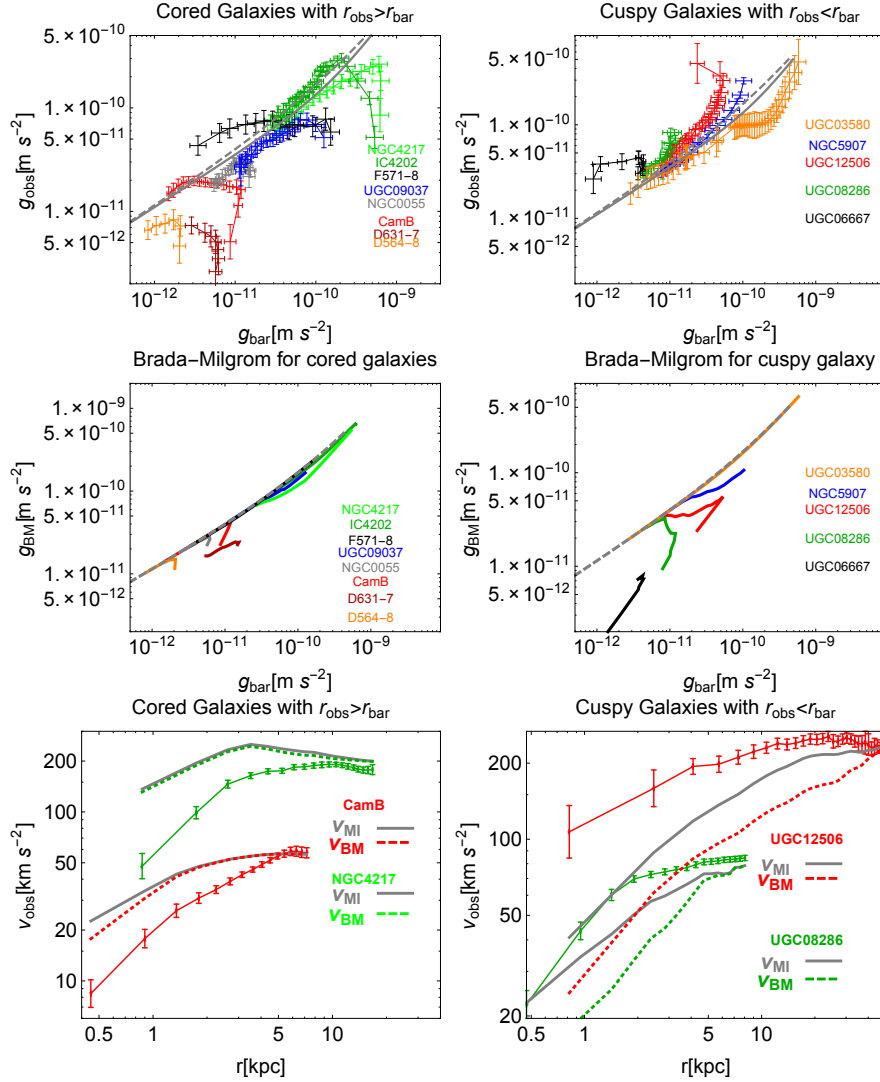 Cored Galaxies with r_obs>r_bar
5.×10⁻¹⁰
1.×10⁻¹⁰
5.×10⁻¹¹
1.×10⁻¹¹
5.×10⁻¹²
g_obs[m s⁻²]
NGC4217
IC4202
F571-8
UGC09037
NGC0055
CamB
D631-7
D564-8
10⁻¹² 10⁻¹¹ 10⁻¹⁰ 10⁻⁹
g_bar[m s⁻²]
Cuspy Galaxies with r_obs<r_bar
5.×10⁻¹⁰
1.×10⁻¹⁰
5.×10⁻¹¹
1.×10⁻¹¹
5.×10⁻¹²
g_obs[m s⁻²]
UGC03580
NGC5907
UGC12506
UGC08286
UGC06667
10⁻¹² 10⁻¹¹ 10⁻¹⁰ 10⁻⁹
g_bar[m s⁻²]
Brada-Milgrom for cored galaxies
1.×10⁻⁹
5.×10⁻¹⁰
1.×10⁻¹⁰
5.×10⁻¹¹
1.×10⁻¹¹
5.×10⁻¹²
g_BM[m s⁻²]
NGC4217
IC4202
F571-8
UGC09037
NGC0055
CamB
D631-7
D564-8
10⁻¹² 10⁻¹¹ 10⁻¹⁰ 10⁻⁹
g_bar[m s⁻²]
Brada-Milgrom for cuspy galaxy
5.×10⁻¹⁰
1.×10⁻¹⁰
5.×10⁻¹¹
1.×10⁻¹¹
5.×10⁻¹²
g_BM[m s⁻²]
UGC03580
NGC5907
UGC12506
UGC08286
UGC06667
10⁻¹² 10⁻¹¹ 10⁻¹⁰ 10⁻⁹
g_bar[m s⁻²]
Cored Galaxies with r_obs>r_bar
200
100
50
10
v_obs[km s⁻²]
CamB
v_MI
v_BM
NGC4217
v_MI
v_BM
0.5 1 5 10
r[kpc]
Cuspy Galaxies with r_obs<r_bar
200
100
50
20
v_obs[km s⁻²]
UGC12506
v_MI
v_BM
UGC08286
v_MI
v_BM
0.5 1 5 10
r[kpc]